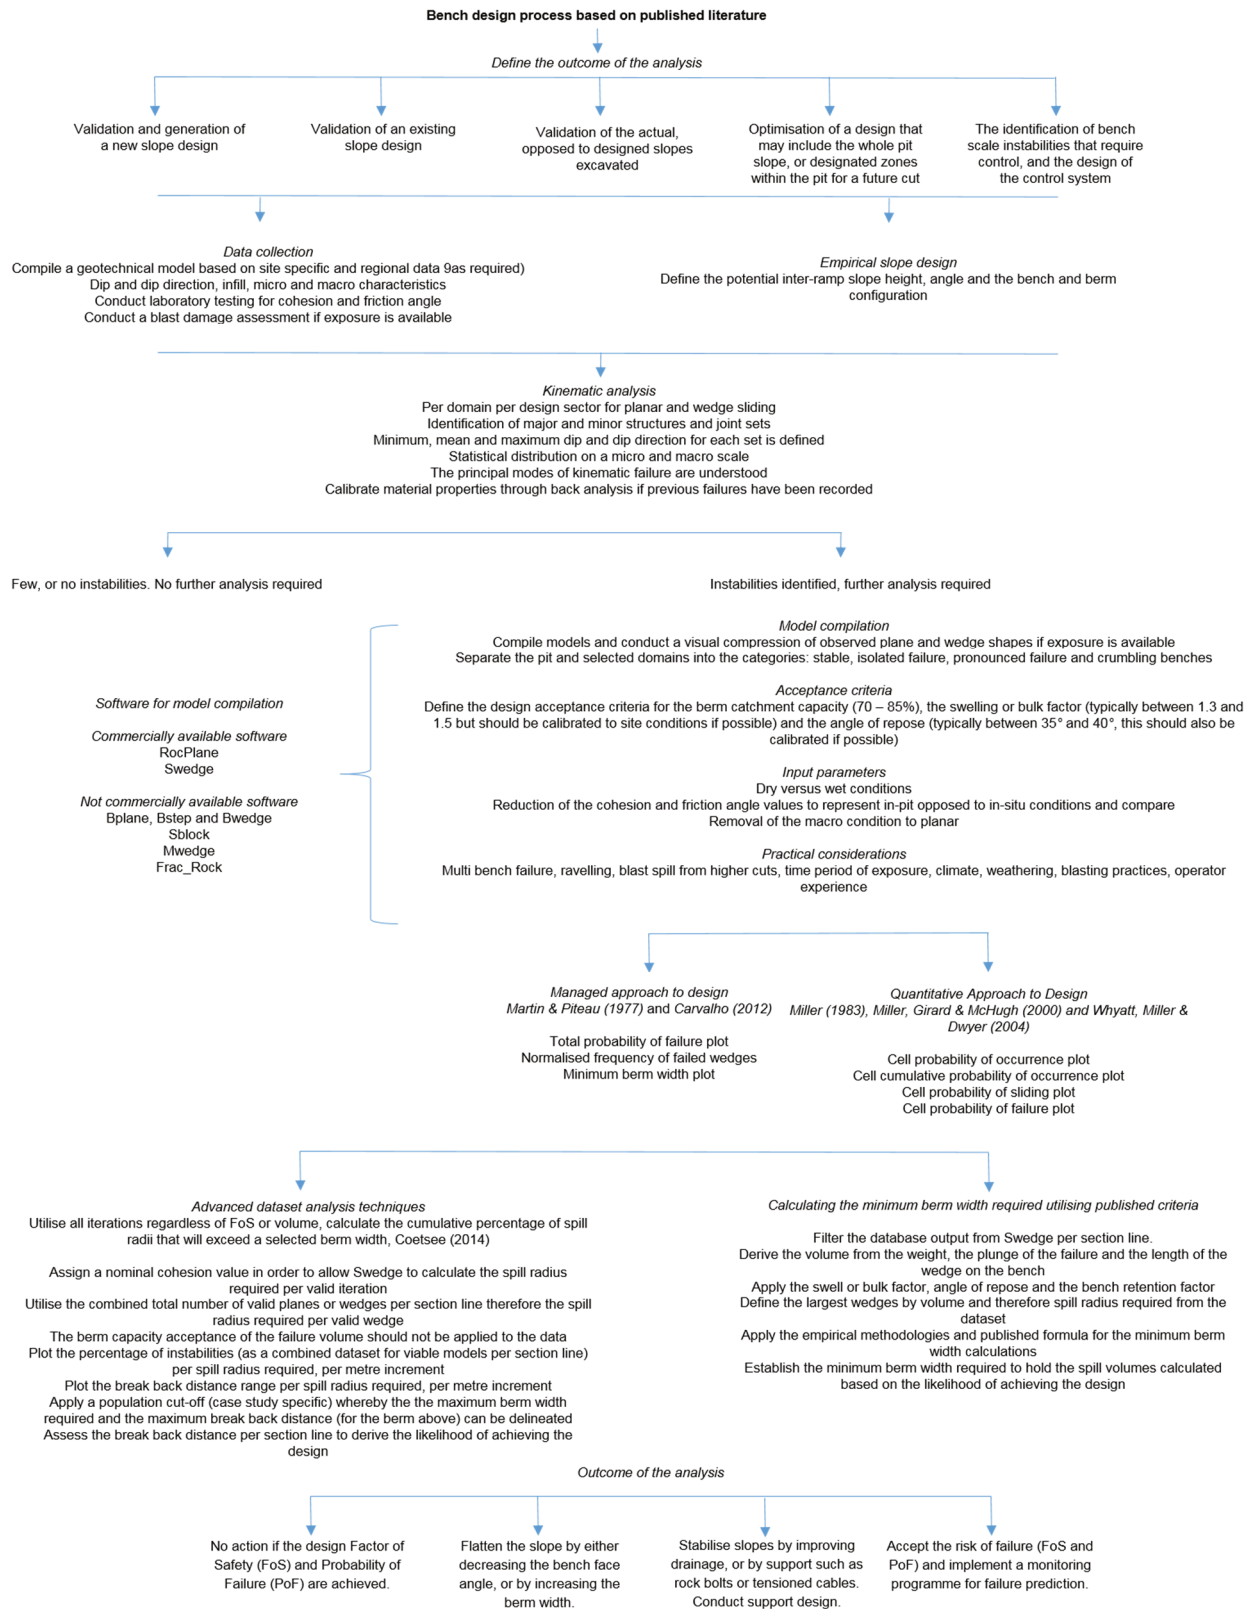 Bench design process based on published literature
Define the outcome of the analysis
Validation and generation of
a new slope design
Validation of an existing
slope design
Validation of the actual,
opposed to designed slopes
excavated
Optimisation of a design that
may include the whole pit
slope, or designated zones
within the pit for a future cut
The identification of bench
scale instabilities that require
control, and the design of
the control system
Data collection
Compile a geotechnical model based on site specific and regional data 9as required)
Dip and dip direction, infill, micro and macro characteristics
Conduct laboratory testing for cohesion and friction angle
Conduct a blast damage assessment if exposure is available
Empirical slope design
Define the potential inter-ramp slope height, angle and the bench and berm
configuration
Kinematic analysis
Per domain per design sector for planar and wedge sliding
Identification of major and minor structures and joint sets
Minimum, mean and maximum dip and dip direction for each set is defined
Statistical distribution on a micro and macro scale
The principal modes of kinematic failure are understood
Calibrate material properties through back analysis if previous failures have been recorded
Few, or no instabilities. No further analysis required
Instabilities identified, further analysis required
Software for model compilation
Commercially available software
RocPlane
Swedge
Not commercially available software
Bplane, Bstep and Bwedge
Sblock
Mwedge
Frac_Rock
Model compilation
Compile models and conduct a visual compression of observed plane and wedge shapes if exposure is available
Separate the pit and selected domains into the categories: stable, isolated failure, pronounced failure and crumbling benches
Acceptance criteria
Define the design acceptance criteria for the berm catchment capacity (70 – 85%), the swelling or bulk factor (typically between 1.3 and
1.5 but should be calibrated to site conditions if possible) and the angle of repose (typically between 35° and 40°, this should also be
calibrated if possible)
Input parameters
Dry versus wet conditions
Reduction of the cohesion and friction angle values to represent in-pit opposed to in-situ conditions and compare
Removal of the macro condition to planar
Practical considerations
Multi bench failure, ravelling, blast spill from higher cuts, time period of exposure, climate, weathering, blasting practices, operator
experience
Managed approach to design
Martin & Piteau (1977) and Carvalho (2012)
Total probability of failure plot
Normalised frequency of failed wedges
Minimum berm width plot
Quantitative Approach to Design
Miller (1983), Miller, Girard & McHugh (2000) and Whyatt, Miller &
Dwyer (2004)
Cell probability of occurrence plot
Cell cumulative probability of occurrence plot
Cell probability of sliding plot
Cell probability of failure plot
Advanced dataset analysis techniques
Utilise all iterations regardless of FoS or volume, calculate the cumulative percentage of spill
radii that will exceed a selected berm width, Coetsee (2014)
Assign a nominal cohesion value in order to allow Swedge to calculate the spill radius
required per valid iteration
Utilise the combined total number of valid planes or wedges per section line therefore the spill
radius required per valid wedge
The berm capacity acceptance of the failure volume should not be applied to the data
Plot the percentage of instabilities (as a combined dataset for viable models per section line)
per spill radius required, per metre increment
Plot the break back distance range per spill radius required, per metre increment
Apply a population cut-off (case study specific) whereby the the maximum berm width
required and the maximum break back distance (for the berm above) can be delineated
Assess the break back distance per section line to derive the likelihood of achieving the
design
Calculating the minimum berm width required utilising published criteria
Filter the database output from Swedge per section line.
Derive the volume from the weight, the plunge of the failure and the length of the
wedge on the bench
Apply the swell or bulk factor, angle of repose and the bench retention factor
Define the largest wedges by volume and therefore spill radius required from the
dataset
Apply the empirical methodologies and published formula for the minimum berm
width calculations
Establish the minimum berm width required to hold the spill volumes calculated
based on the likelihood of achieving the design
Outcome of the analysis
No action if the design Factor of
Safety (FoS) and Probability of
Failure (PoF) are achieved.
Flatten the slope by either
decreasing the bench face
angle, or by increasing the
berm width.
Stabilise slopes by improving
drainage, or by support such as
rock bolts or tensioned cables.
Conduct support design.
Accept the risk of failure (FoS and
PoF) and implement a monitoring
programme for failure prediction.